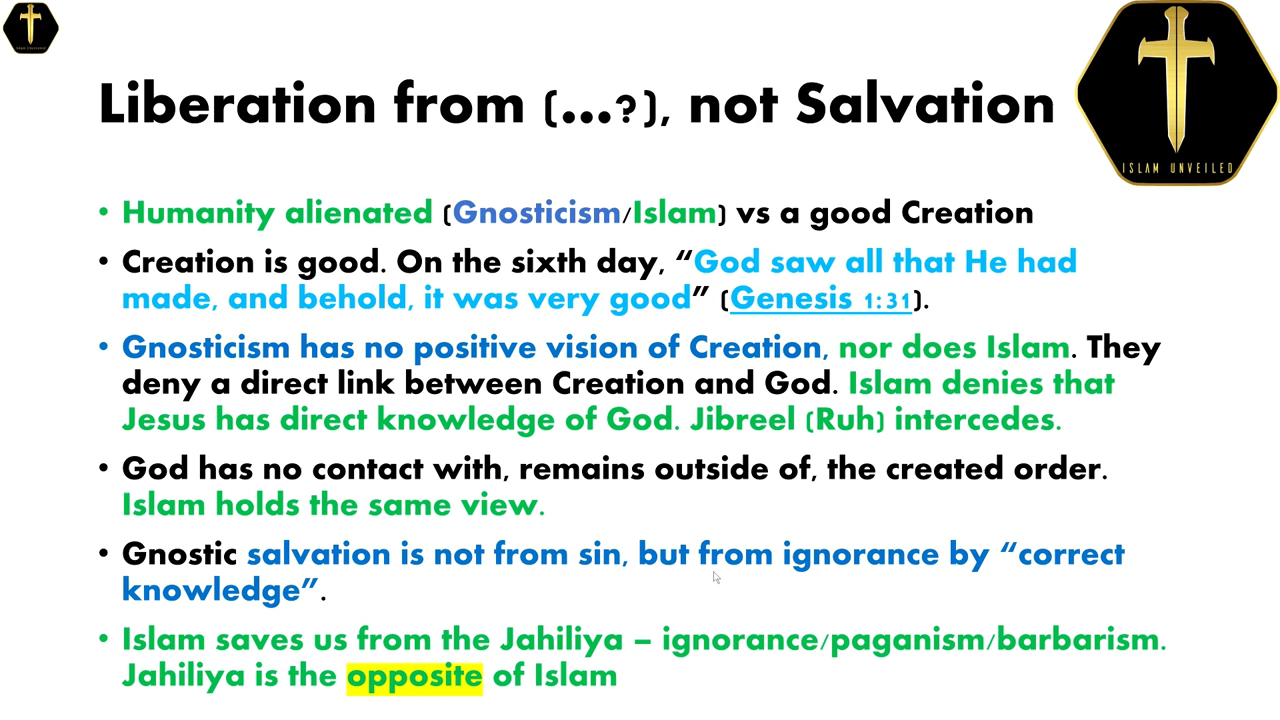 Liberation from (...?), not Salvation
ISLAM UNVEILED
• Humanity alienated (Gnosticism/Islam) vs a good Creation
• Creation is good. On the sixth day, “God saw all that He had
made, and behold, it was very good” (Genesis 1:31).
• Gnosticism has no positive vision of Creation, nor does Islam. They
deny a direct link between Creation and God. Islam denies that
Jesus has direct knowledge of God. Jibreel (Ruh) intercedes.
• God has no contact with, remains outside of, the created order.
Islam holds the same view.
• Gnostic salvation is not from sin, but from ignorance by “correct
knowledge”.
• Islam saves us from the Jahiliya – ignorance/paganism/barbarism.
Jahiliya is the opposite of Islam